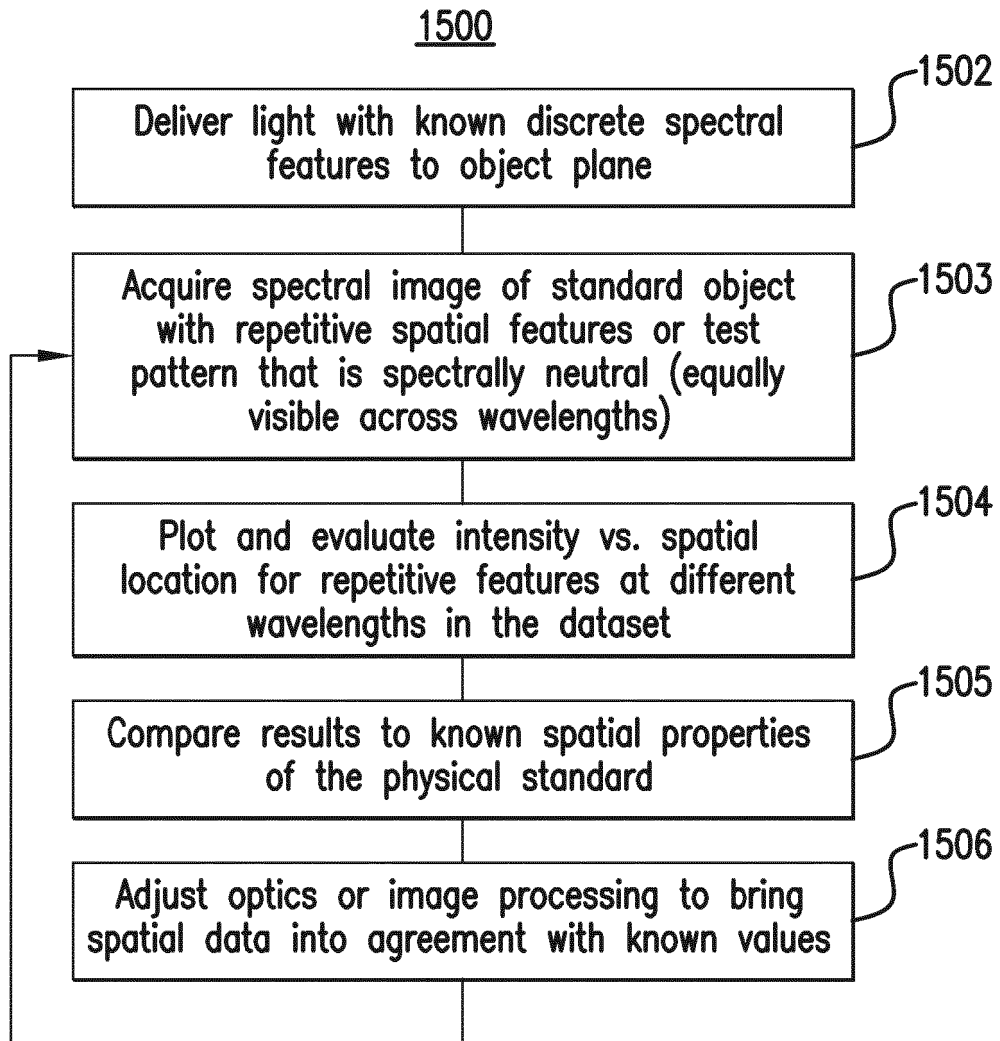 1500
1502
Deliver light with known discrete spectral
features to object plane
1503
Acquire spectral image of standard object
with repetitive spatial features or test
pattern that is spectrally neutral (equally
visible across wavelengths)
1504
Plot and evaluate intensity vs. spatial
location for repetitive features at different
wavelengths in the dataset
1505
Compare results to known spatial properties
of the physical standard
1506
Adjust optics or image processing to bring
spatial data into agreement with known values